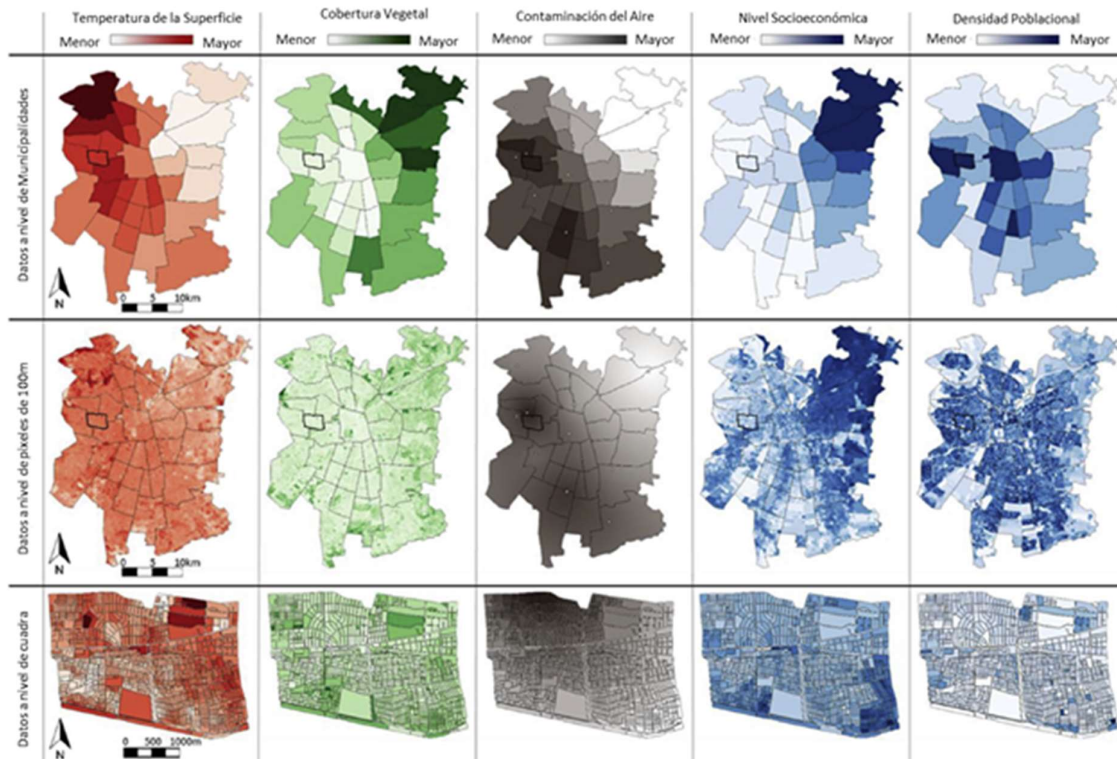 Temperatura de la Superficie
Menor Mayor
Cobertura Vegetal
Menor Mayor
Contaminación del Aire
Menor Mayor
Nivel Socioeconómica
Menor Mayor
Densidad Poblacional
Menor Mayor
Datos a nivel de Municipalidades
N
0 5 10km
Datos a nivel de pixeles de 100m
N
0 5 10km
Datos a nivel de cuadra
N
0 500 1000m